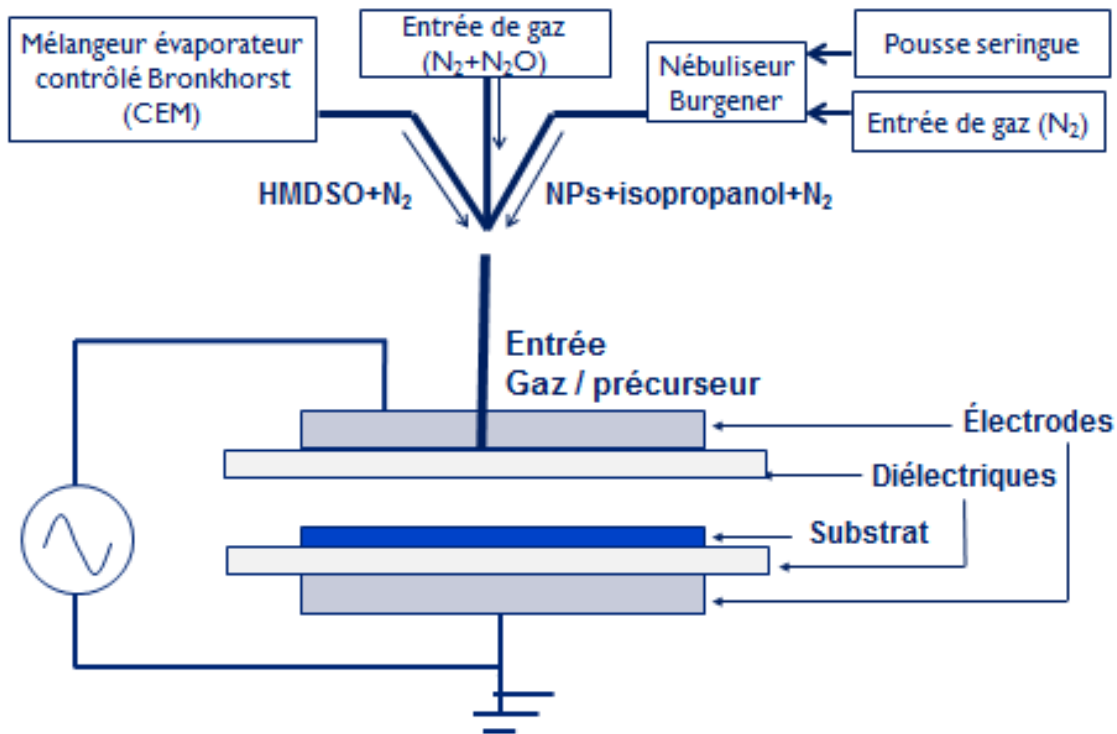 Mélangeur évaporateur
contrôlé Bronkhorst
(CEM)
Entrée de gaz
(N₂+N₂O)
Nébuliseur
Burgener
Pousse seringue
Entrée de gaz (N₂)
HMDSO+N₂
NPs+isopropanol+N₂
Entrée
Gaz / précurseur
Électrodes
Diélectriques
Substrat